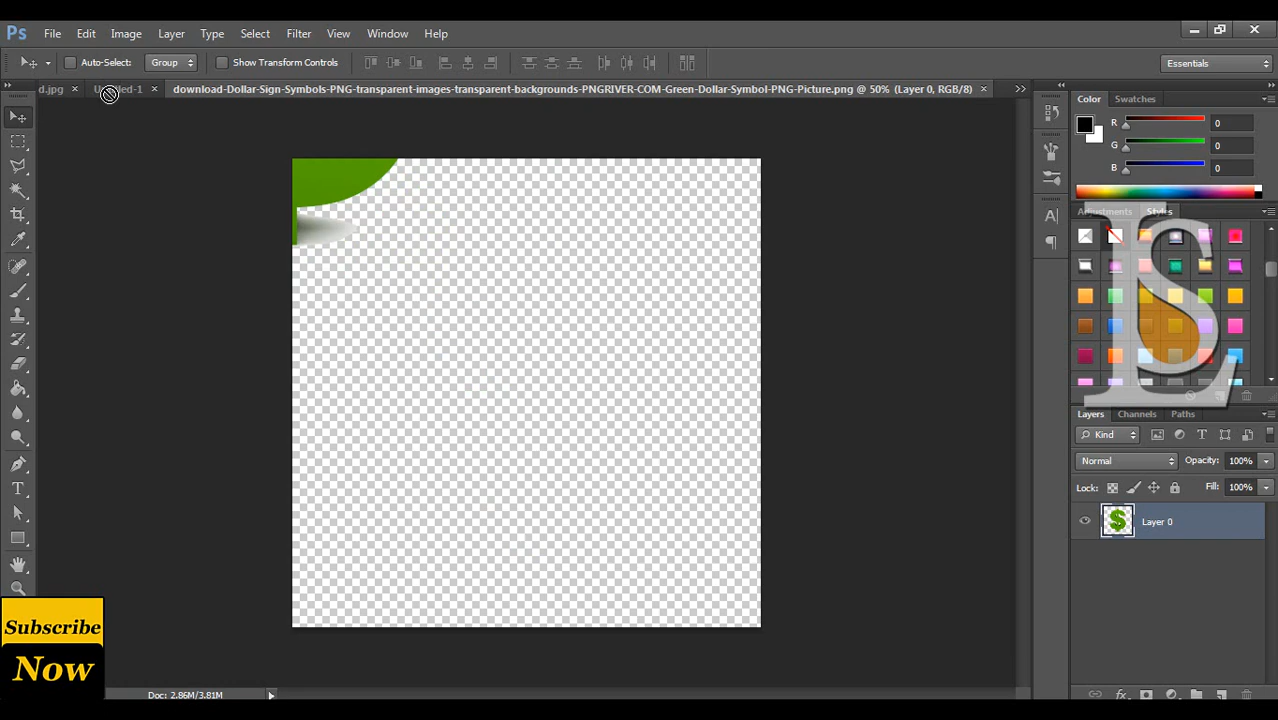 Ps File Edit Image Layer Type Select Filter View Window Help
Auto-Select: Group Show Transform Controls Essentials
d.jpg × × download-Dollar-Sign-Symbols-PNG-transparent-images-transparent-backgrounds-PNGRIVER-COM-Green-Dollar-Symbol-PNG-Picture.png @ 50% (Layer 0, RGB/8) ×
Color Swatches
R 0
G 0
B 0
Adjustments Styles
LS
Layers Channels Paths
Kind
Normal Opacity: 100%
Lock: Fill: 100%
$ Layer 0
Subscribe
Now
Doc: 2.86M/3.81M
fx